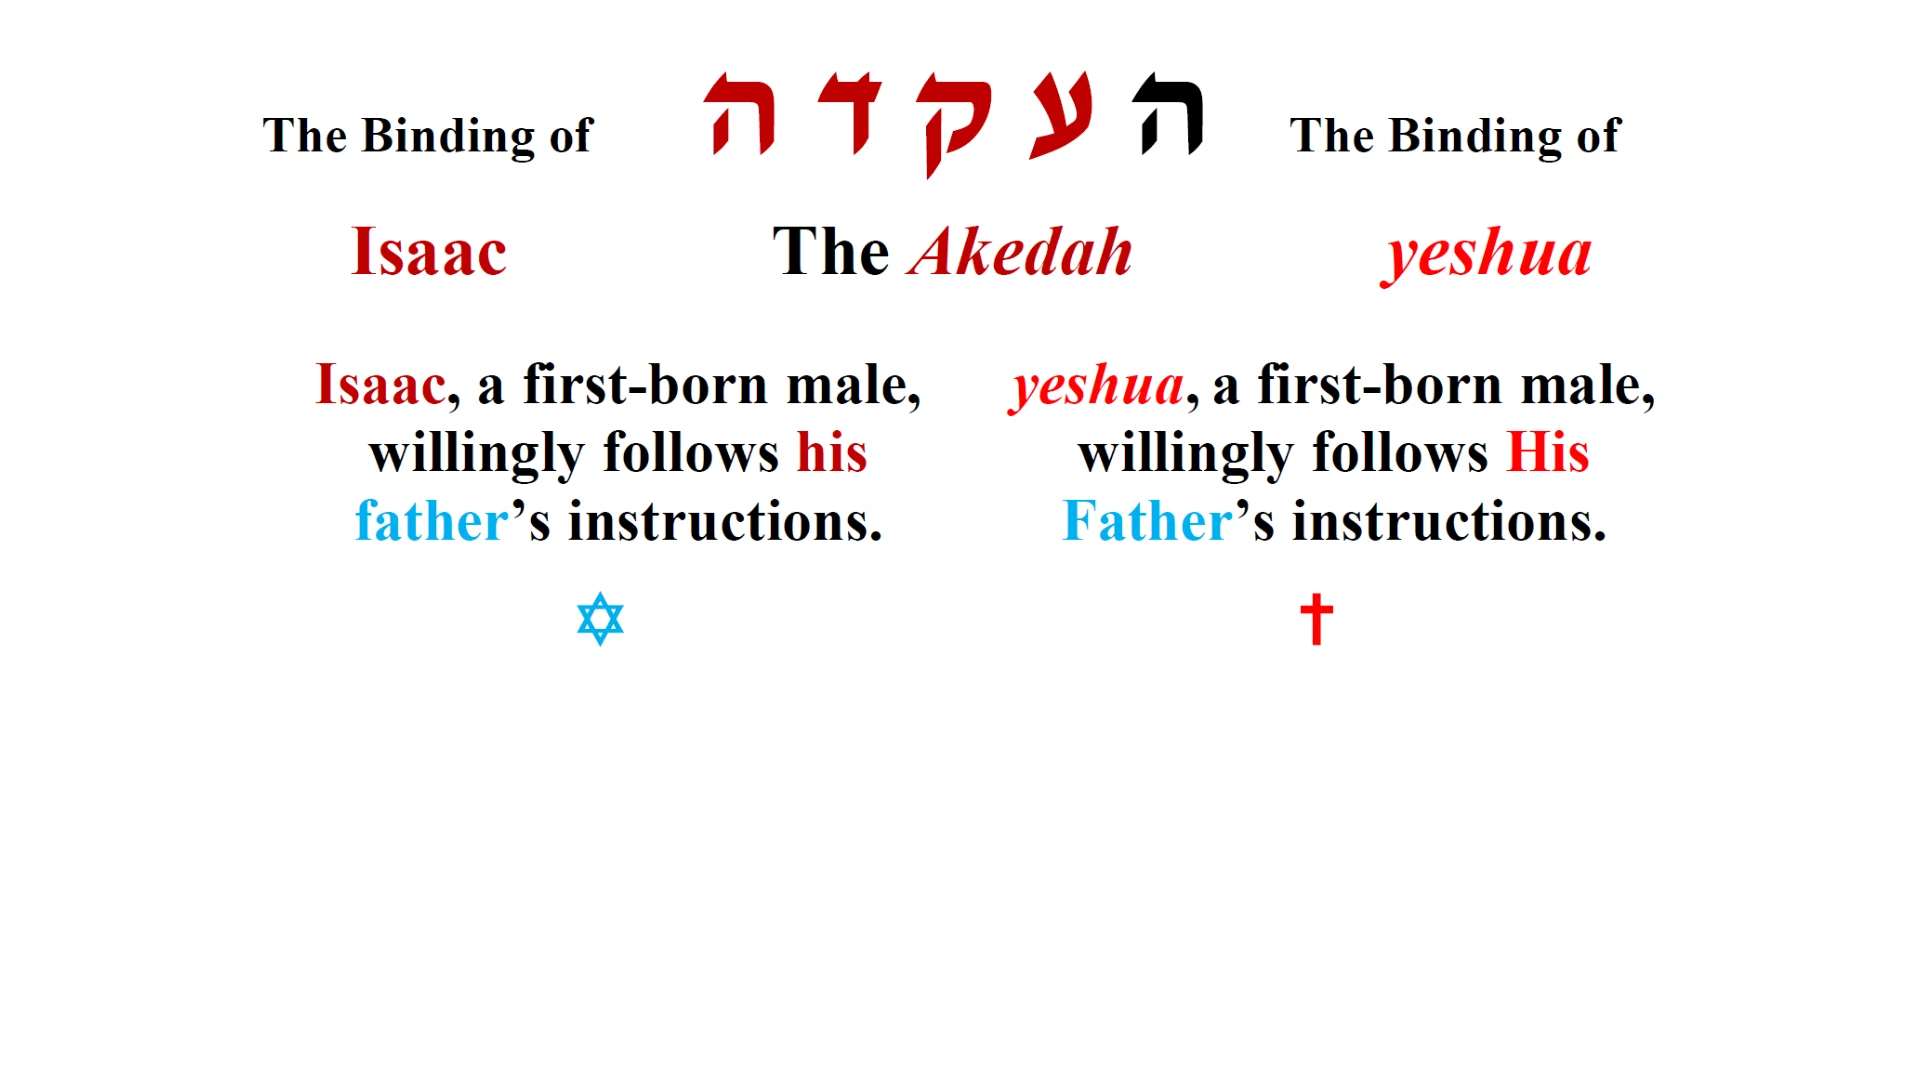 The Binding of ה ע ק ד ה The Binding of
Isaac The Akedah yeshua
Isaac, a first-born male,
willingly follows his
father’s instructions.
✡
yeshua, a first-born male,
willingly follows His
Father’s instructions.
✝